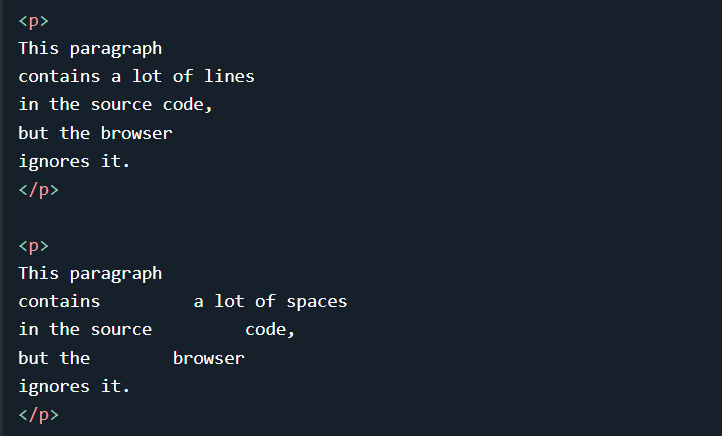 <p>
This paragraph
contains a lot of lines
in the source code,
but the browser
ignores it.
</p>

<p>
This paragraph
contains         a lot of spaces
in the source         code,
but the        browser
ignores it.
</p>